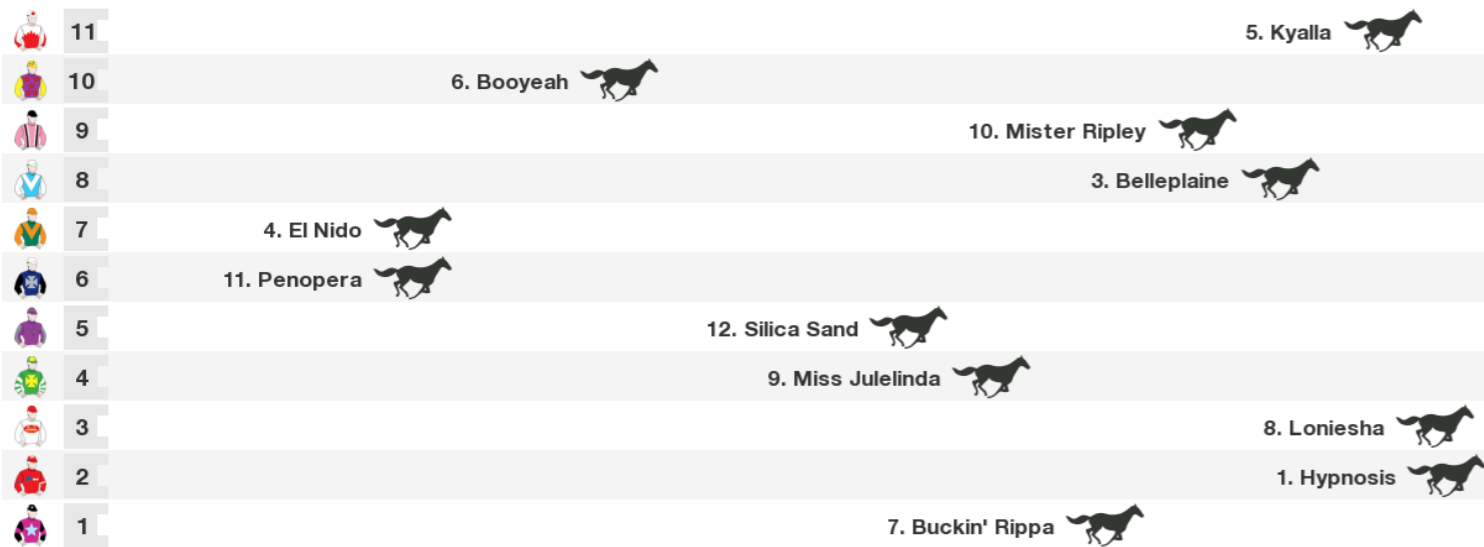 11 5. Kyalla
10 6. Booyeah
9 10. Mister Ripley
8 3. Belleplaine
7 4. El Nido
6 11. Penopera
5 12. Silica Sand
4 9. Miss Julelinda
3 8. Loniesha
2 1. Hypnosis
1 7. Buckin' Rippa